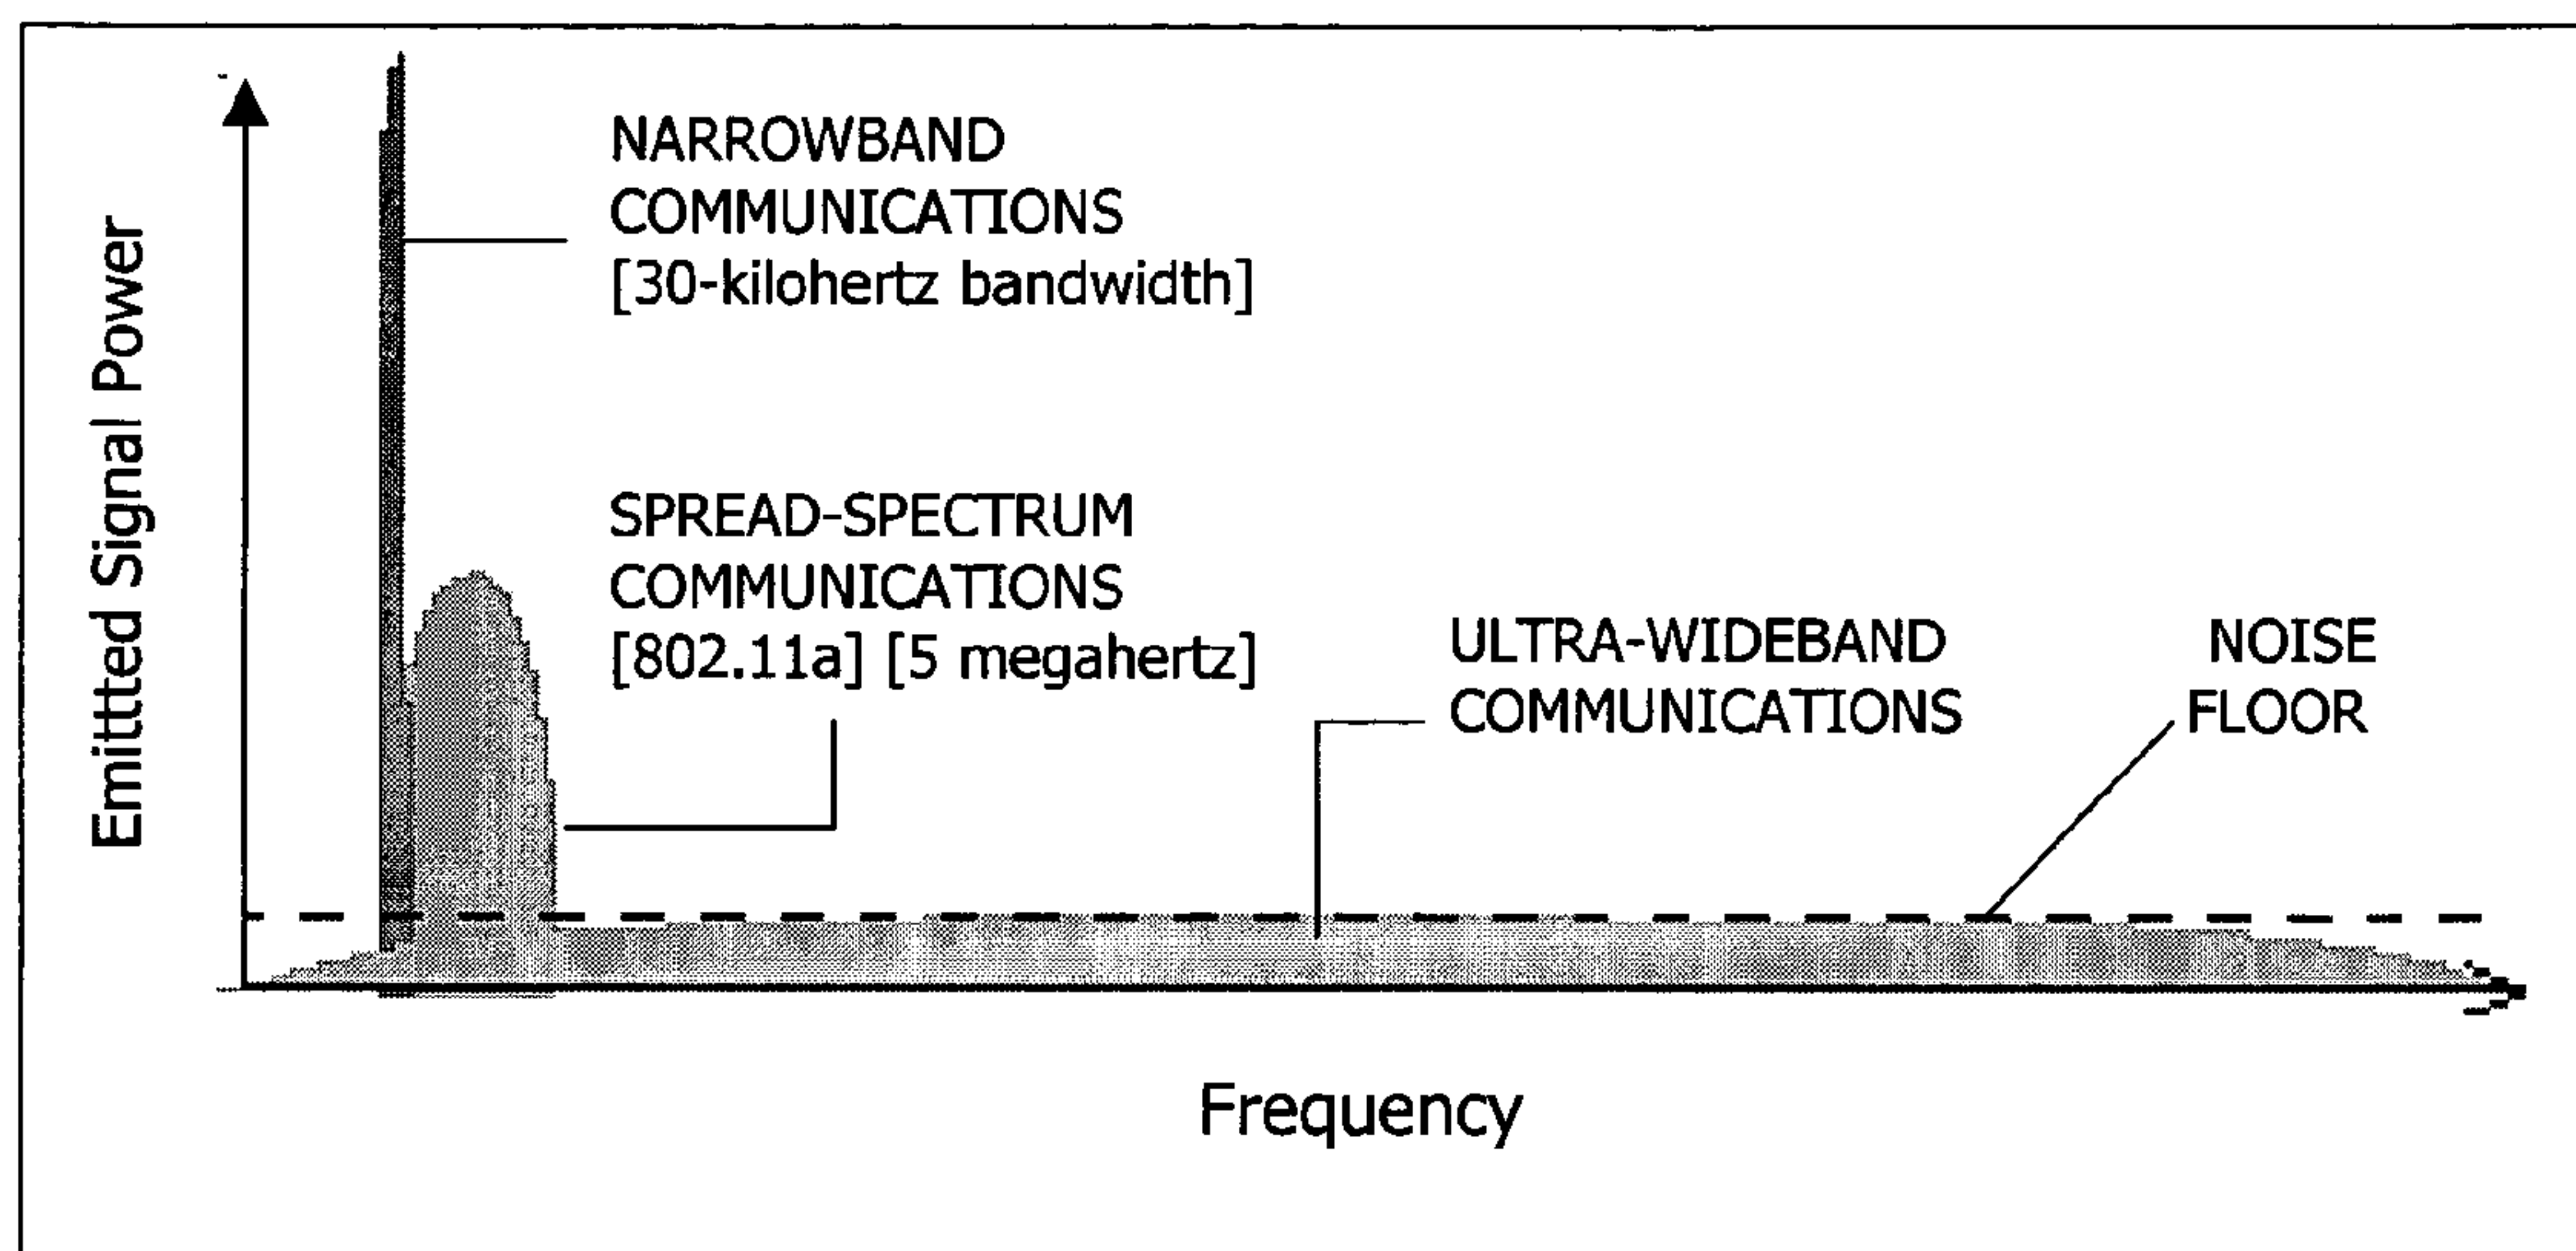 NARROWBAND
COMMUNICATIONS
[30-kilohertz bandwidth]
Emittted Signal Power
SPREAD-SPECTRUM
COMMUNICATIONS
[802.11a] [5 megahertz]
ULTRA-WIDEBAND
COMMUNICATIONS
NOISE
FLOOR
Frequency